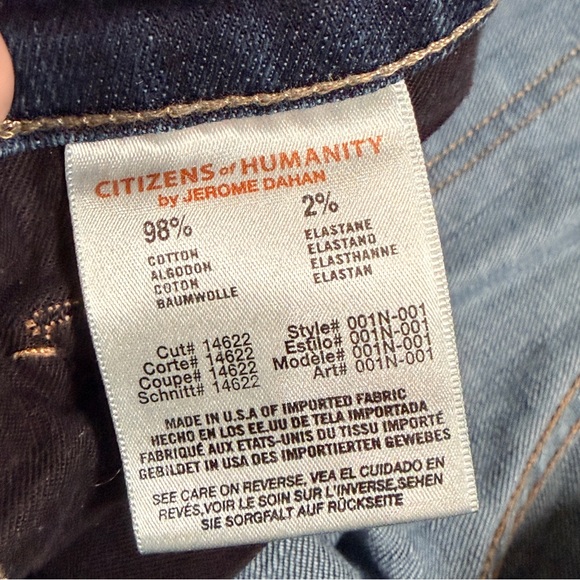 CITIZENS of HUMANITY
by JEROME DAHAN
98%
COTTON
ALGODON
COTON
BAUMWOLLE
2%
ELASTANE
ELASTANO
ELASTHANNE
ELASTAN
Cut# 14622
Corte# 14622
Coupe# 14622
Schnitt# 14622
Style# 001N-001
Estilo# 001N-001
Modèle# 001N-001
Art# 001N-001
MADE IN U.S.A OF IMPORTED FABRIC
HECHO EN LOS EE.UU DE TELA IMPORTADA
FABRIQUÉ AUX ETATS-UNIS DU TISSU IMPORTÉ
GEBILDET IN USA DES IMPORTIERTEN GEWEBES
SEE CARE ON REVERSE, VEA EL CUIDADO EN
REVÉS,VOIR LE SOIN SUR L'INVERSE,SEHEN
SIE SORGFALT AUF RÜCKSEITE